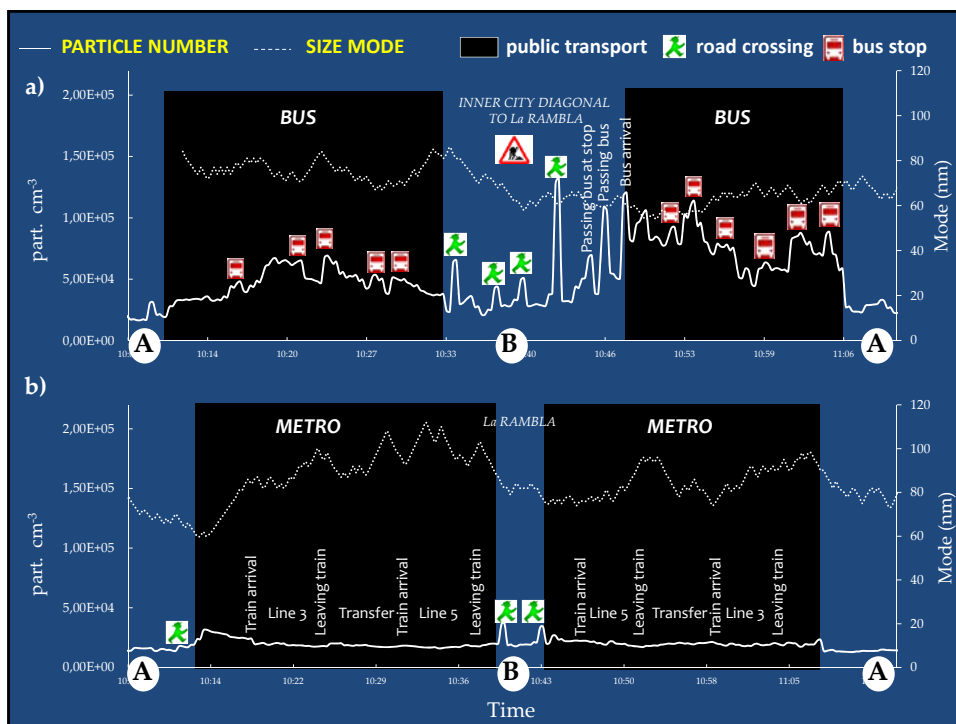 PARTICLE NUMBER
SIZE MODE
public transport
road crossing
bus stop
a)
part. cm-3
2,00E+05
1,50E+05
1,00E+05
5,00E+04
0,00E+00
BUS
INNER CITY DIAGONAL
TO La RAMBLA
Passing bus at stop
Passing bus
Bus arrival
BUS
120
100
80
60
40
20
0
Mode (nm)
A
B
A
10:14
10:20
10:27
10:33
10:46
10:53
10:59
11:06
b)
part. cm-3
2,00E+05
1,50E+05
1,00E+05
5,00E+04
0,00E+00
METRO
La RAMBLA
METRO
Train arrival
Line 3
Leaving train
Transfer
Train arrival
Line 5
Leaving train
Train arrival
Line 5
Leaving train
Transfer
Train arrival
Line 3
Leaving train
120
100
80
60
40
20
0
Mode (nm)
A
B
A
10:14
10:22
10:29
10:36
10:43
10:50
10:58
11:05
Time